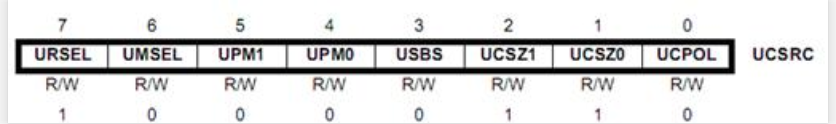 7 6 5 4 3 2 1 0
URSEL UMSEL UPM1 UPM0 USBS UCSZ1 UCSZ0 UCPOL UCSRC
R/W R/W R/W R/W R/W R/W R/W R/W
1 0 0 0 0 1 1 0